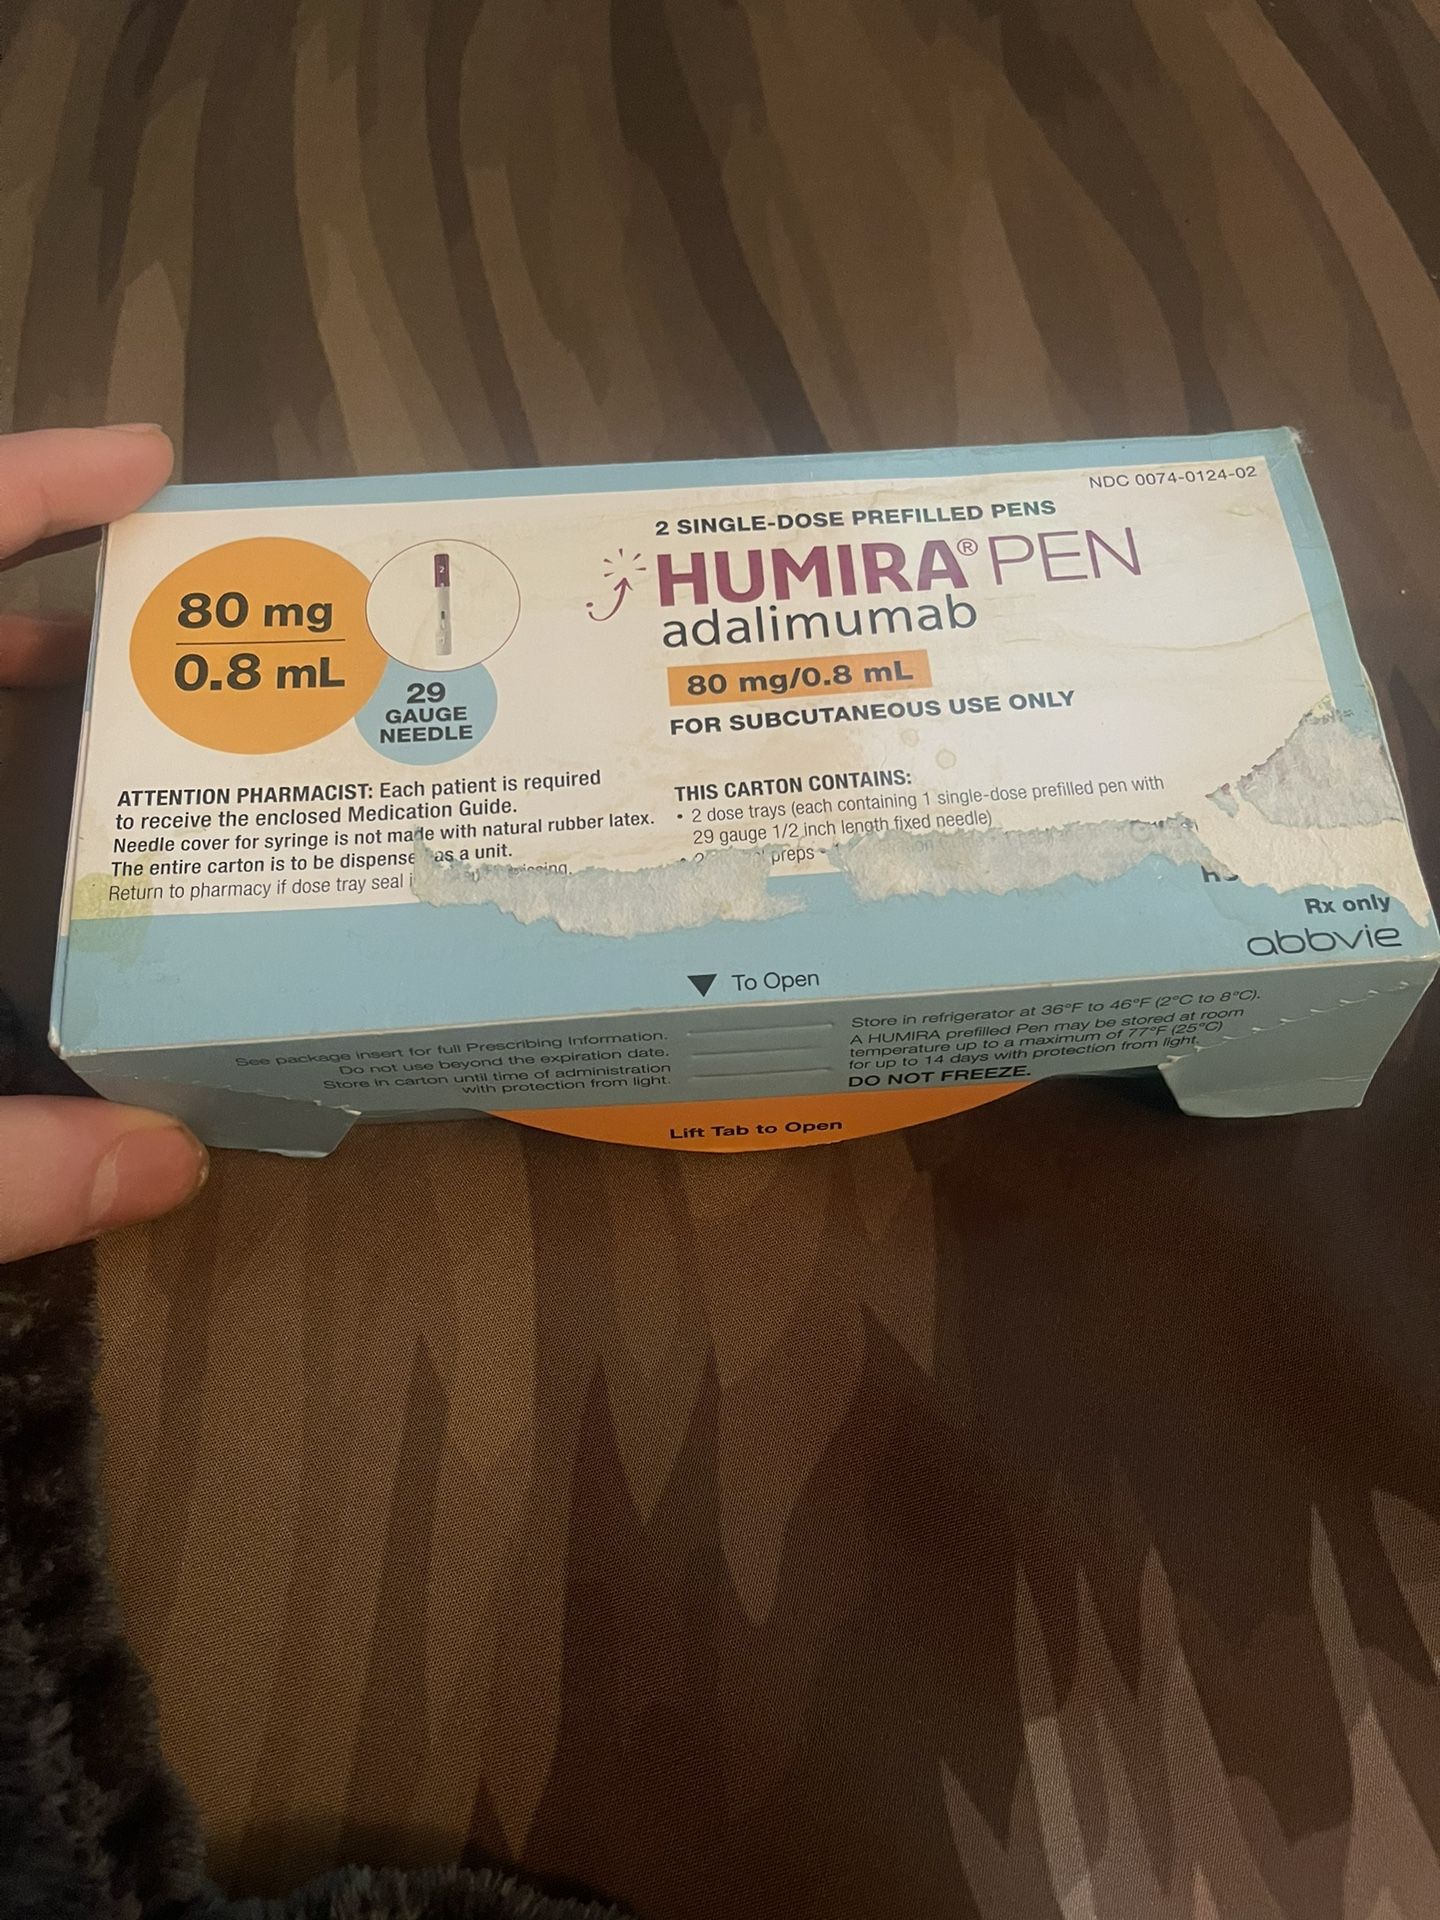 NDC 0074-0124-02
2 SINGLE-DOSE PREFILLED PENS
HUMIRA® PEN
adalimumab
80 mg/0.8 mL
FOR SUBCUTANEOUS USE ONLY
80 mg
0.8 mL
2
29
GAUGE
NEEDLE
ATTENTION PHARMACIST: Each patient is required
to receive the enclosed Medication Guide.
Needle cover for syringe is not made with natural rubber latex.
The entire carton is to be dispense as a unit.
Return to pharmacy if dose tray seal
THIS CARTON CONTAINS:
• 2 dose trays (each containing 1 single-dose prefilled pen with
29 gauge 1/2 inch length fixed needle)
• 2 preps
Rx only
abbvie
▼ To Open
See package insert for full Prescribing Information.
Do not use beyond the expiration date.
Store in carton until time of administration
with protection from light.
Store in refrigerator at 36°F to 46°F (2°C to 8°C).
A HUMIRA prefilled Pen may be stored at room
temperature up to a maximum of 77°F (25°C)
for up to 14 days with protection from light.
DO NOT FREEZE.
Lift Tab to Open